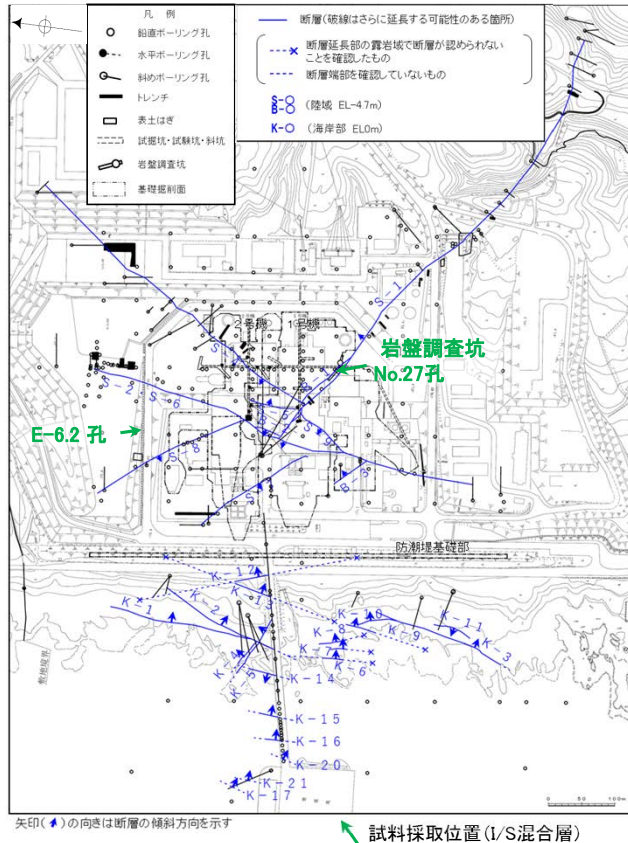 凡 例
鉛直ボーリング孔
水平ボーリング孔
斜めボーリング孔
トレンチ
表土はぎ
試掘坑・試験坑・斜坑
岩盤調査坑
基礎掘削面
断層(破線はさらに延長する可能性のある箇所)
断層延長部の露岩域で断層が認められない
ことを確認したもの
断層端部を確認していないもの
S-○
B-○
(陸域 EL-4.7m)
K-○
(海岸部 EL0m)
S-1
2号機
1号機
岩盤調査坑
No.27孔
S-2・S-6
E-6.2 孔
S-8
S-9
B-3
防潮堤基礎部
K-17
K-1
K-2
K-13
K-10
K-11
K-8
K-9
K-3
K-7
K-4
K-5
K-6
K-14
敷地境界
K-15
K-16
K-20
K-21
K-17
0 50 100m
矢印( )の向きは断層の傾斜方向を示す
試料採取位置(I/S混合層)